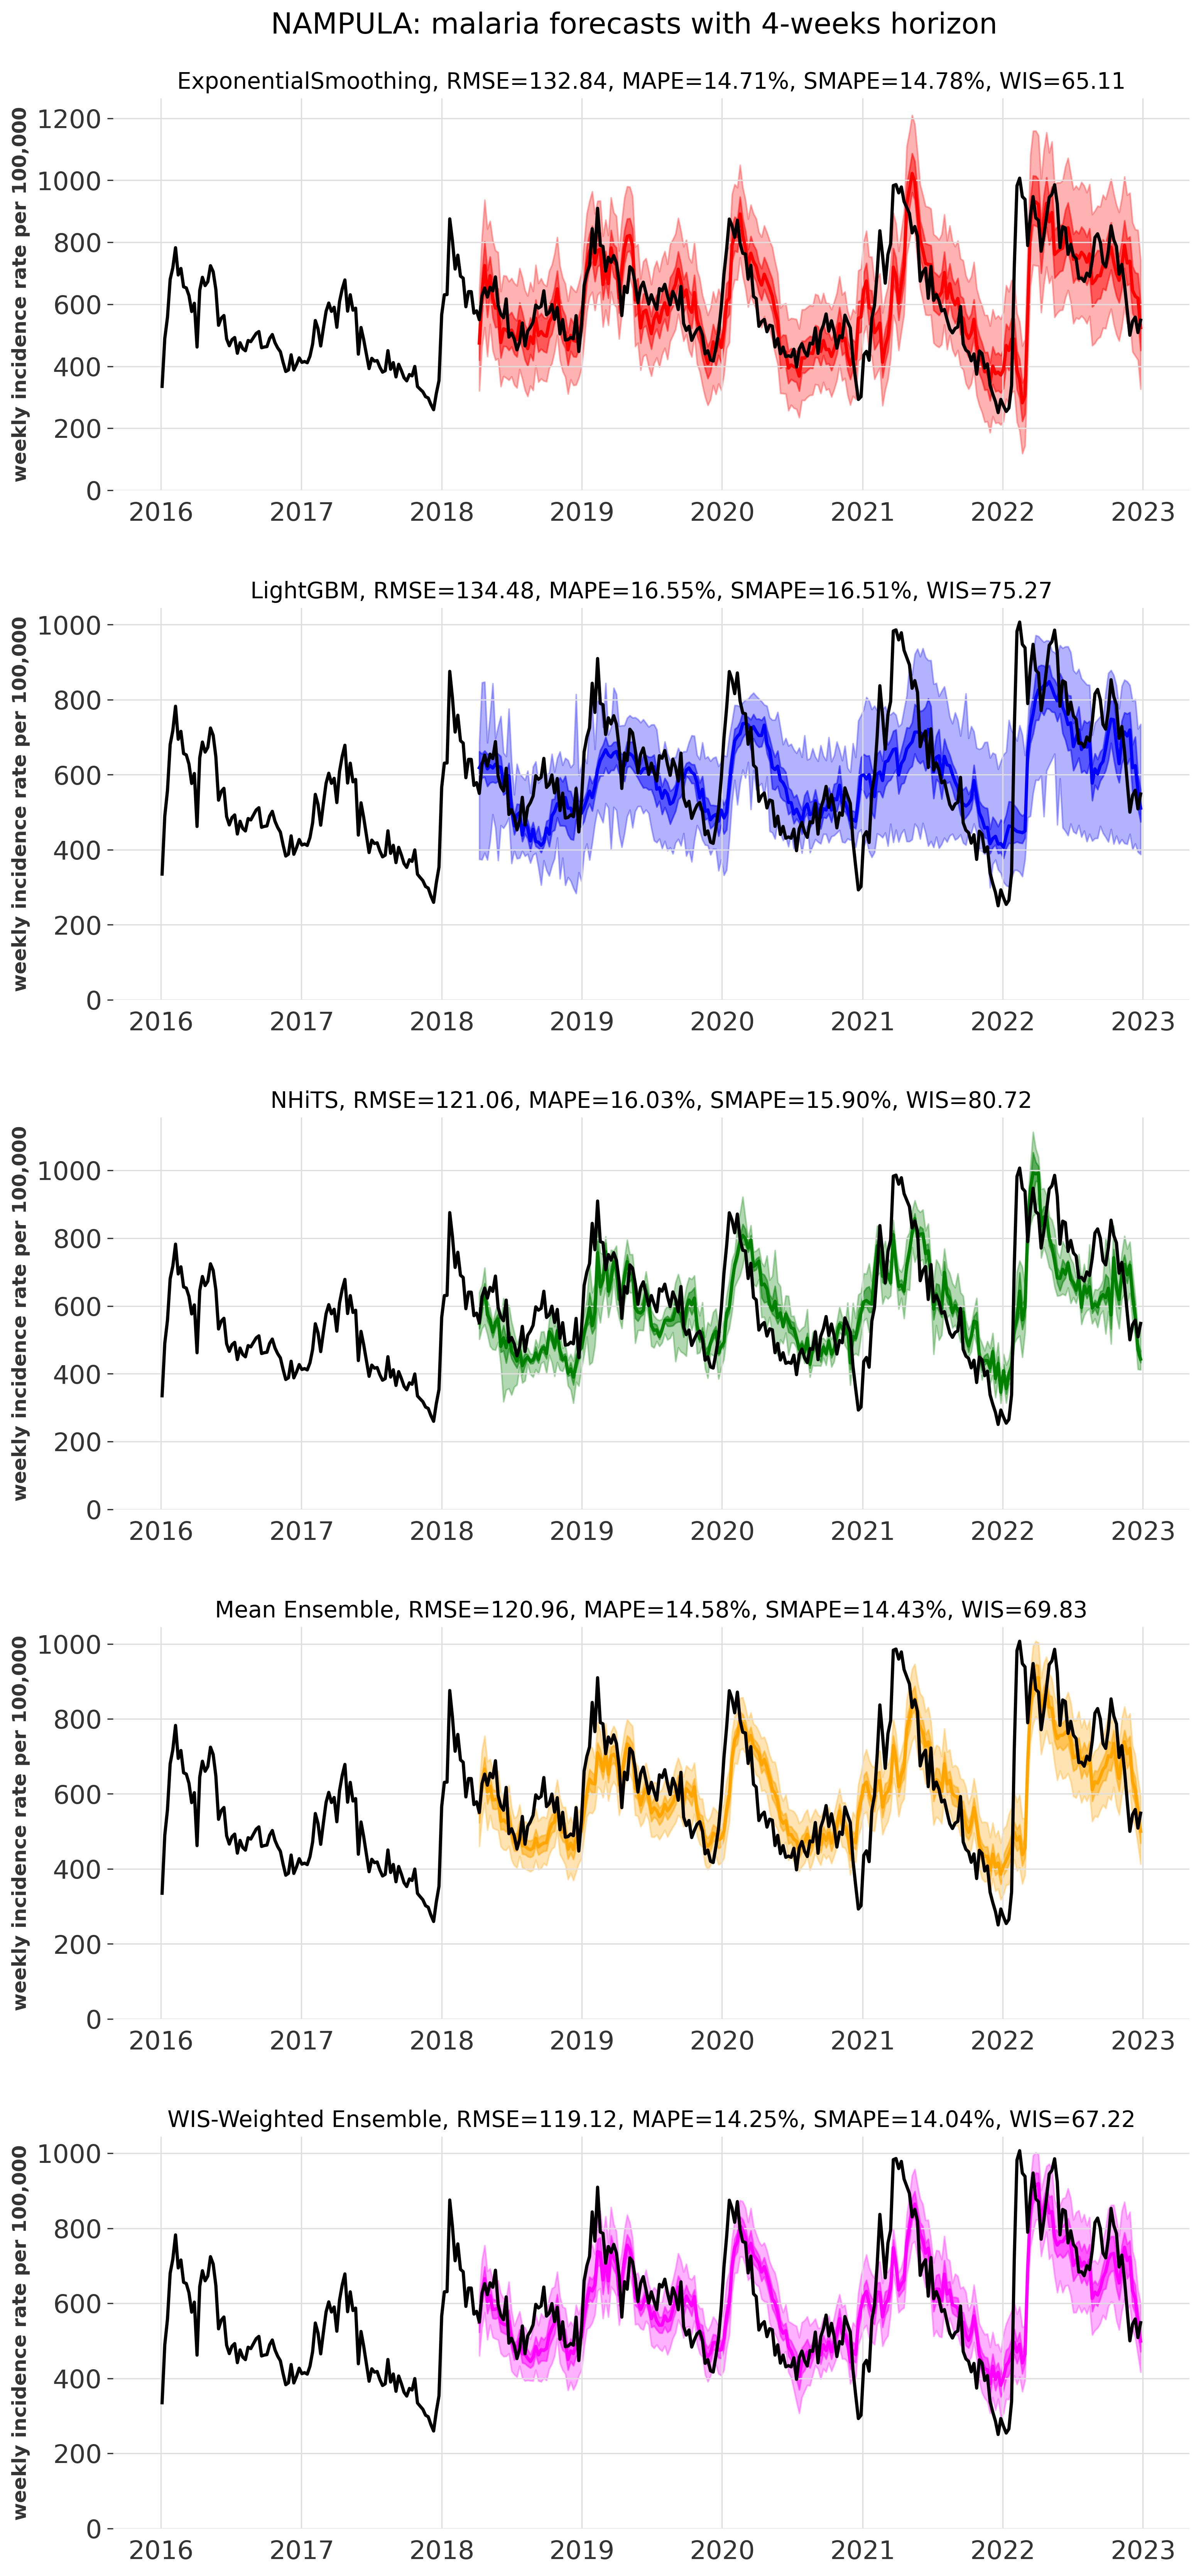 NAMPULA: malaria forecasts with 4-weeks horizon
ExponentialSmoothing, RMSE=132.84, MAPE=14.71%, SMAPE=14.78%, WIS=65.11
weekly incidence rate per 100,000
1200
1000
800
600
400
200
0
2016 2017 2018 2019 2020 2021 2022 2023
LightGBM, RMSE=134.48, MAPE=16.55%, SMAPE=16.51%, WIS=75.27
weekly incidence rate per 100,000
1000
800
600
400
200
0
2016 2017 2018 2019 2020 2021 2022 2023
NHiTS, RMSE=121.06, MAPE=16.03%, SMAPE=15.90%, WIS=80.72
weekly incidence rate per 100,000
1000
800
600
400
200
0
2016 2017 2018 2019 2020 2021 2022 2023
Mean Ensemble, RMSE=120.96, MAPE=14.58%, SMAPE=14.43%, WIS=69.83
weekly incidence rate per 100,000
1000
800
600
400
200
0
2016 2017 2018 2019 2020 2021 2022 2023
WIS-Weighted Ensemble, RMSE=119.12, MAPE=14.25%, SMAPE=14.04%, WIS=67.22
weekly incidence rate per 100,000
1000
800
600
400
200
0
2016 2017 2018 2019 2020 2021 2022 2023